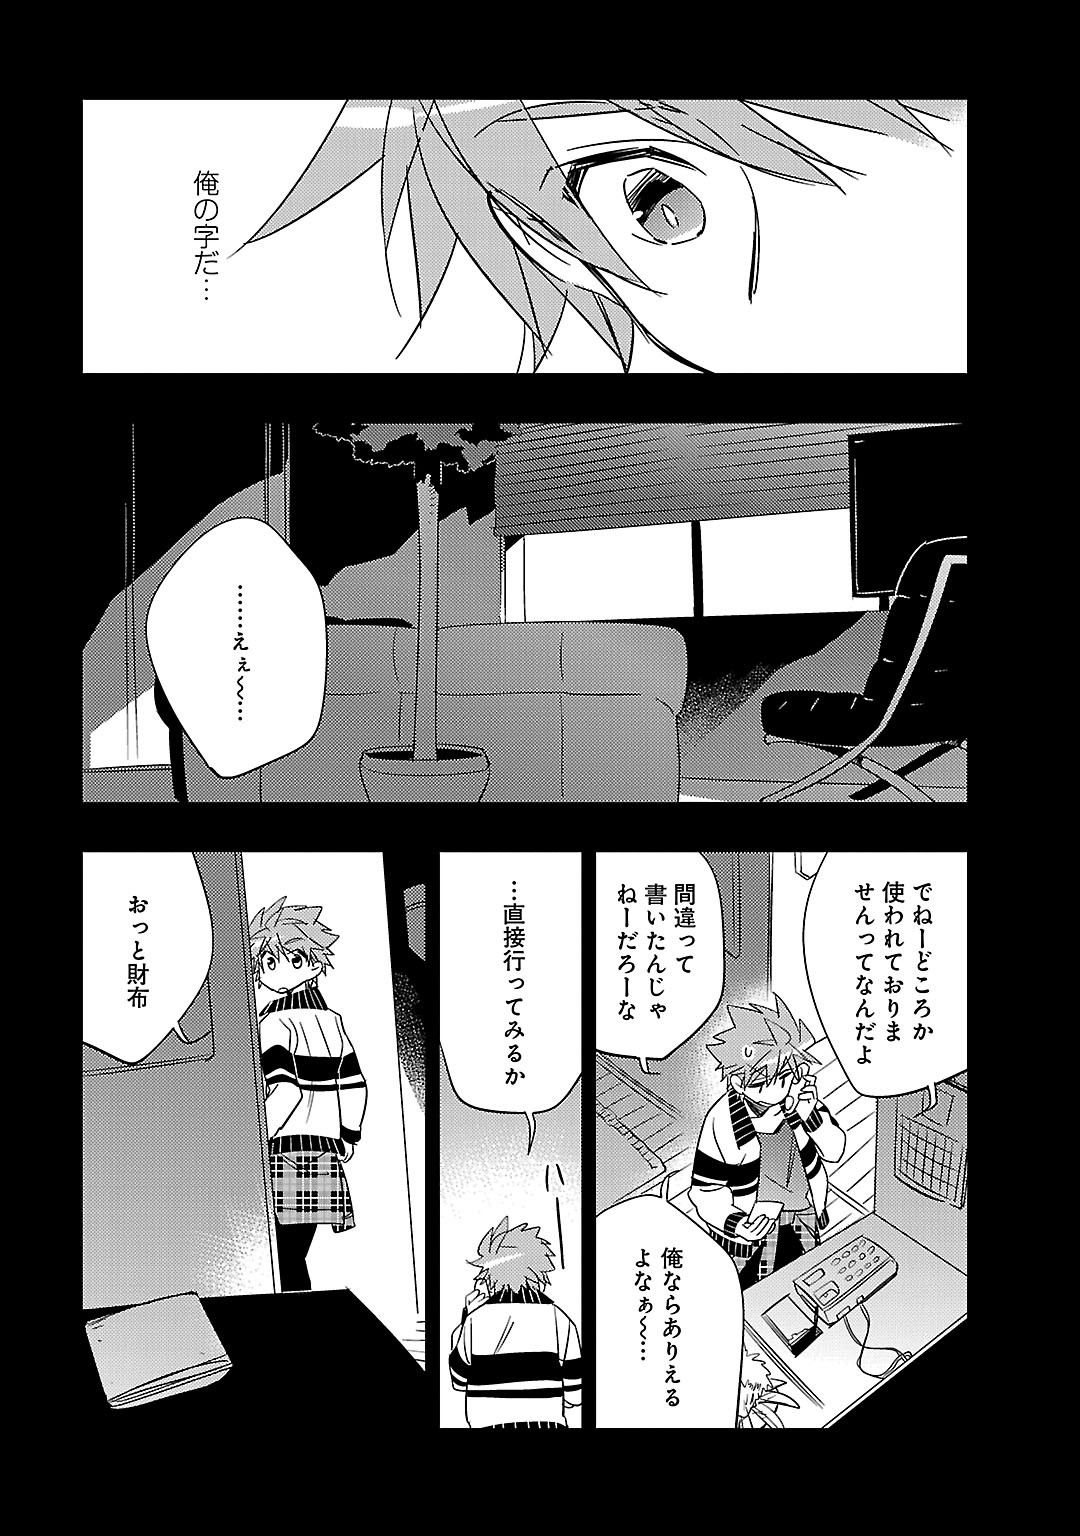 俺の字だ…
……えぇ〜〜……
でねーどころか
使われておりま
せんってなんだよ
間違って
書いたんじゃ
ねーだろーな
俺ならありえる
よなぁ〜〜……
…直接行ってみるか
おっと財布